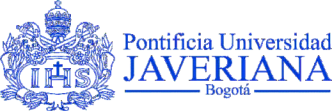 IHS
Pontificia Universidad
JAVERIANA
Bogotá